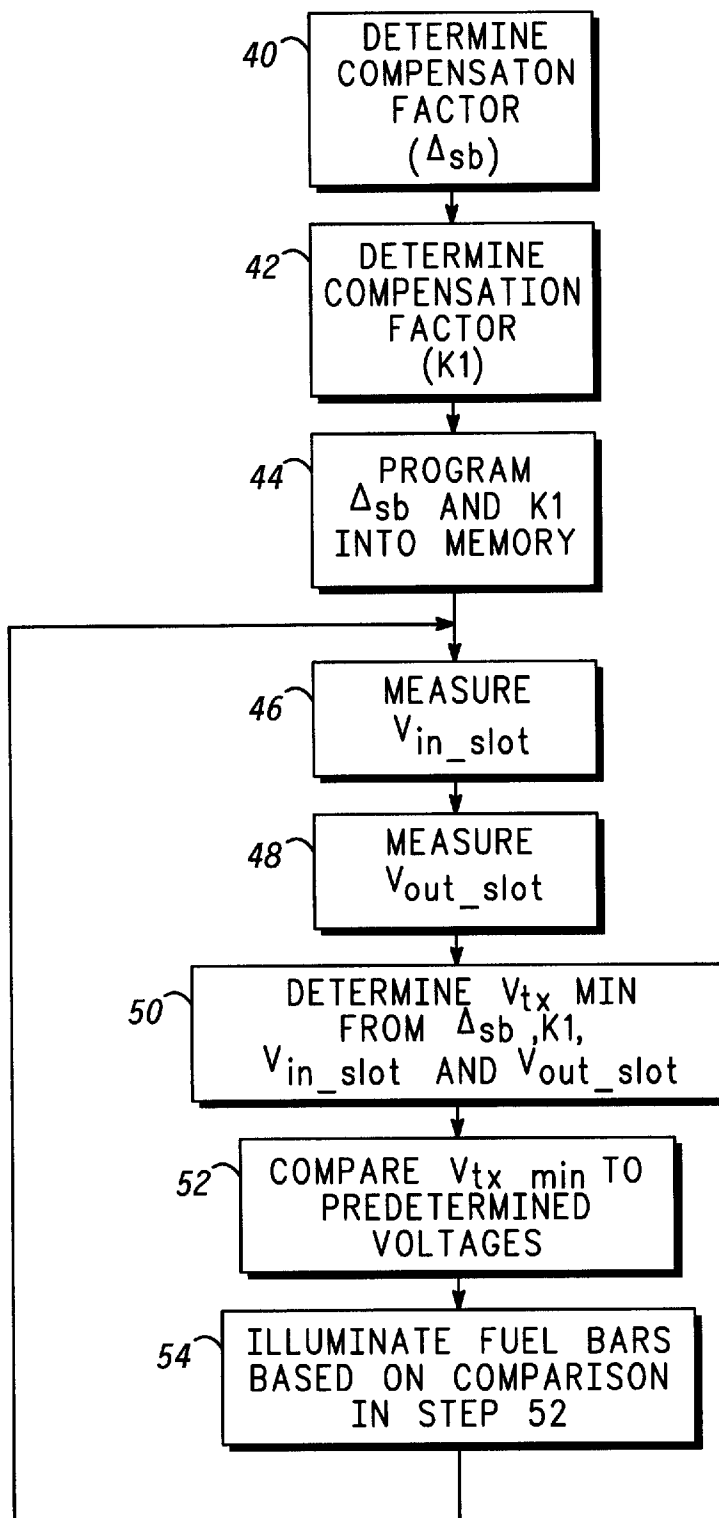 40
DETERMINE
COMPENSATON
FACTOR
(Δsb)
42
DETERMINE
COMPENSATION
FACTOR
(K1)
44
PROGRAM
Δsb AND K1
INTO MEMORY
46
MEASURE
Vin_slot
48
MEASURE
Vout_slot
50
DETERMINE Vtx MIN
FROM Δsb ,K1,
Vin_slot AND Vout_slot
52
COMPARE Vtx min TO
PREDETERMINED
VOLTAGES
54
ILLUMINATE FUEL BARS
BASED ON COMPARISON
IN STEP 52